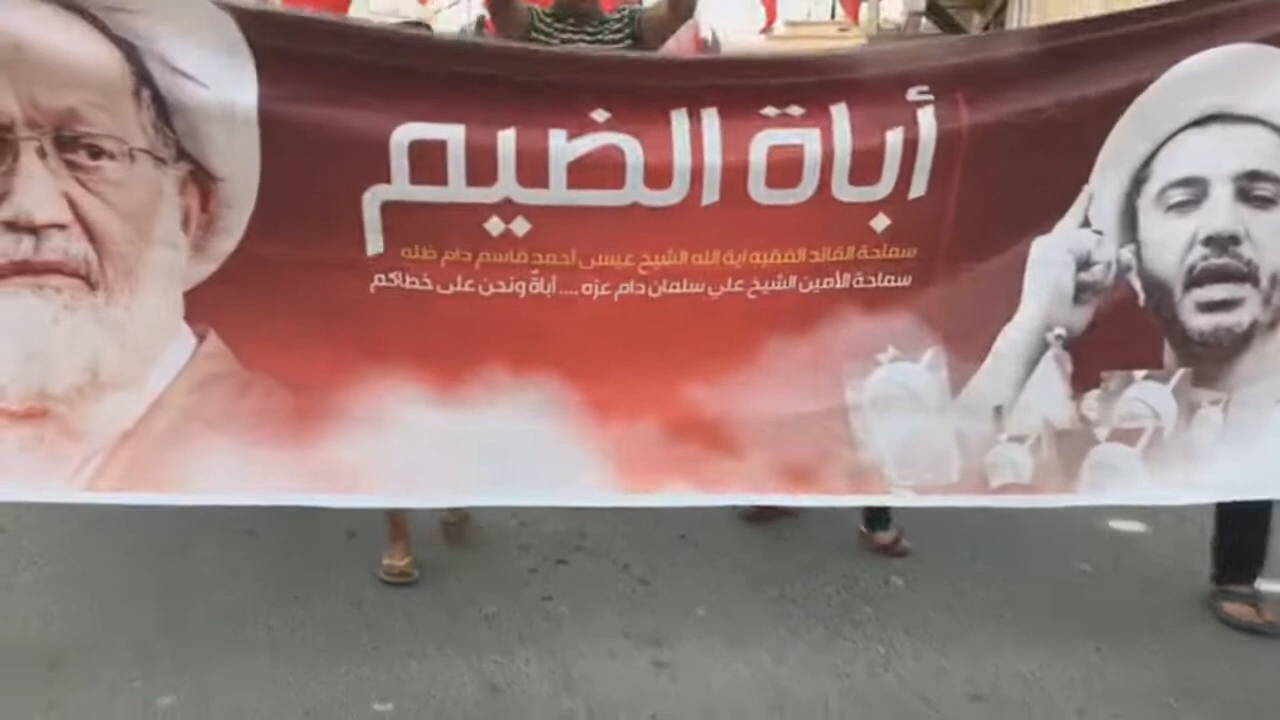 أباة الضيم
سماحة القائد الفقيه آية الله الشيخ عيسى أحمد قاسم دام ظله
سماحة الأمين الشيخ علي سلمان دام عزه .... أباةٌ ونحن على خطاكم